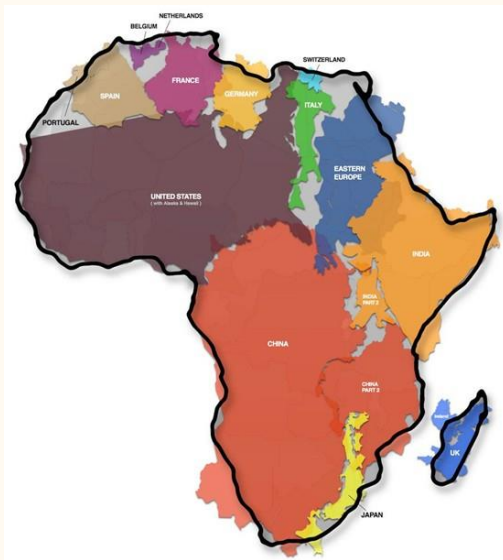 NETHERLANDS
BELGIUM
SWITZERLAND
FRANCE
SPAIN
GERMANY
ITALY
PORTUGAL
EASTERN
EUROPE
UNITED STATES
( with Alaska & Hawaii )
INDIA
INDIA
PART 2
CHINA
CHINA
PART 2
UK
JAPAN